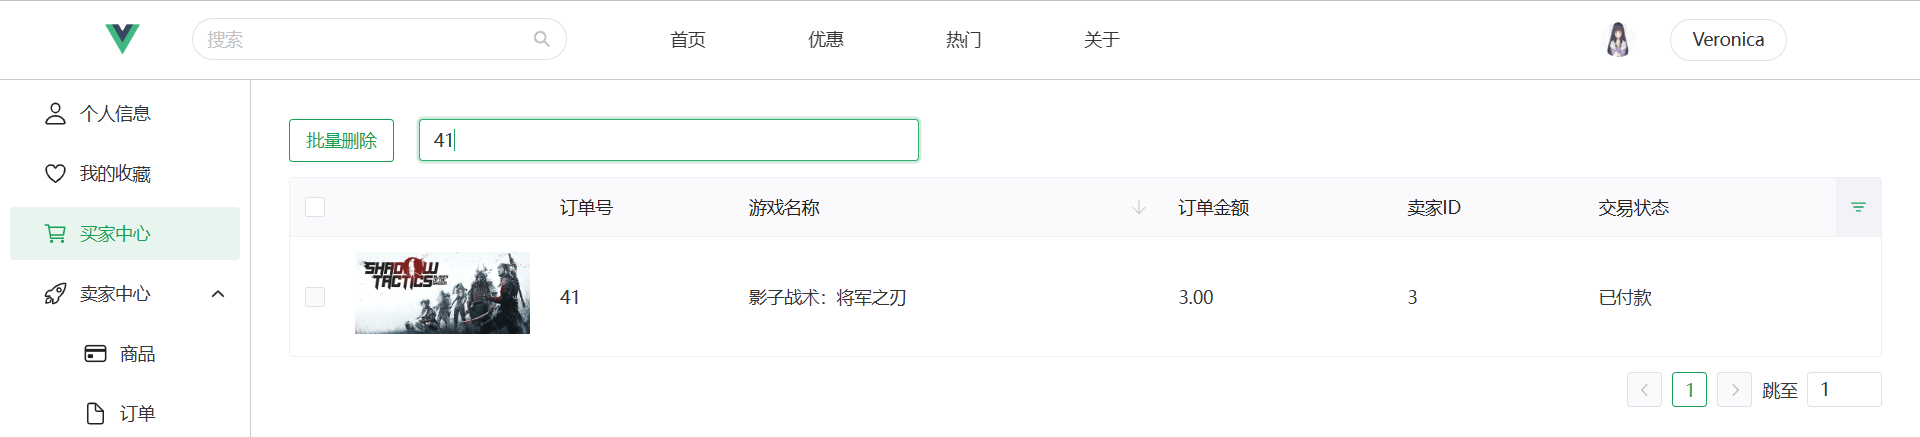 搜索
首页
优惠
热门
关于
Veronica
个人信息
我的收藏
买家中心
卖家中心
商品
订单
批量删除
41
订单号
游戏名称
订单金额
卖家ID
交易状态
SHADOW
TACTICS
41
影子战术：将军之刃
3.00
3
已付款
1
跳至
1